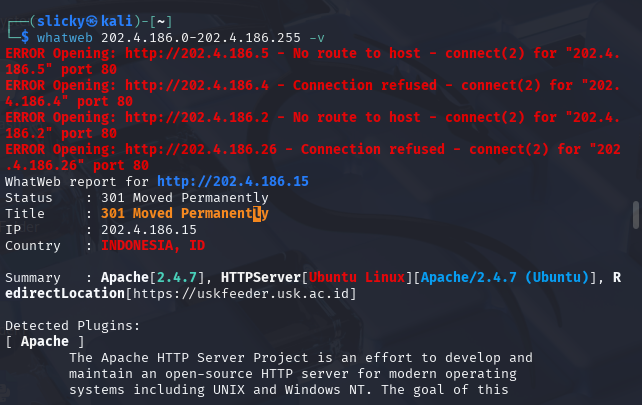 ┌──(slicky㉿kali)-[~]
└─$ whatweb 202.4.186.0-202.4.186.255 -v
ERROR Opening: http://202.4.186.5 - No route to host - connect(2) for "202.4.
186.5" port 80
ERROR Opening: http://202.4.186.4 - Connection refused - connect(2) for "202.
4.186.4" port 80
ERROR Opening: http://202.4.186.2 - No route to host - connect(2) for "202.4.
186.2" port 80
ERROR Opening: http://202.4.186.26 - Connection refused - connect(2) for "202
.4.186.26" port 80
WhatWeb report for http://202.4.186.15
Status    : 301 Moved Permanently
Title     : 301 Moved Permanently
IP        : 202.4.186.15
Country   : INDONESIA, ID

Summary   : Apache[2.4.7], HTTPServer[Ubuntu Linux][Apache/2.4.7 (Ubuntu)], R
edirectLocation[https://uskfeeder.usk.ac.id]

Detected Plugins:
[ Apache ]
        The Apache HTTP Server Project is an effort to develop and
        maintain an open-source HTTP server for modern operating
        systems including UNIX and Windows NT. The goal of this